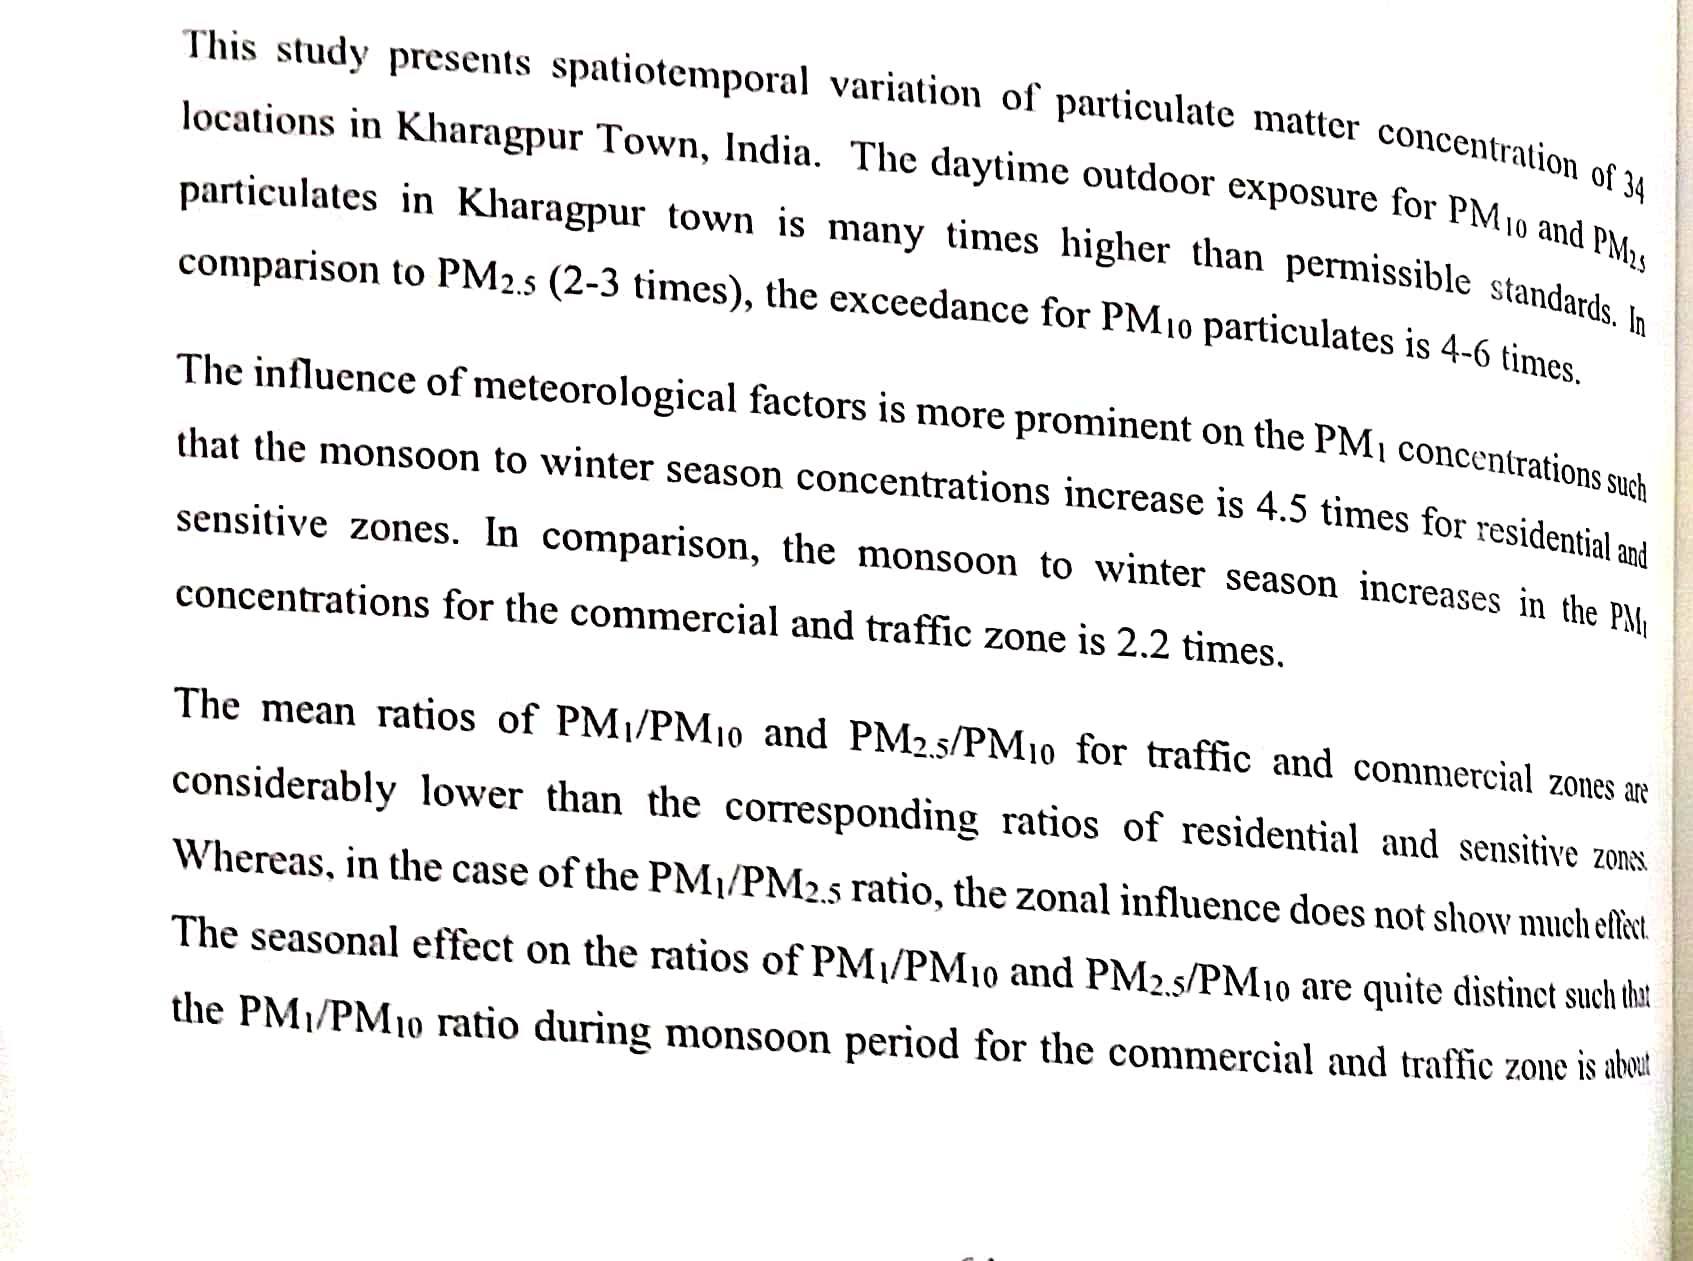 This study presents spatiotemporal variation of particulate matter concentration of 34
locations in Kharagpur Town, India. The daytime outdoor exposure for PM10 and PM2.5
particulates in Kharagpur town is many times higher than permissible standards. In
comparison to PM2.5 (2-3 times), the exceedance for PM10 particulates is 4-6 times.
The influence of meteorological factors is more prominent on the PM1 concentrations such
that the monsoon to winter season concentrations increase is 4.5 times for residential and
sensitive zones. In comparison, the monsoon to winter season increases in the PM1
concentrations for the commercial and traffic zone is 2.2 times.
The mean ratios of PM1/PM10 and PM2.5/PM10 for traffic and commercial zones are
considerably lower than the corresponding ratios of residential and sensitive zones.
Whereas, in the case of the PM1/PM2.5 ratio, the zonal influence does not show much effect.
The seasonal effect on the ratios of PM1/PM10 and PM2.5/PM10 are quite distinct such that
the PM1/PM10 ratio during monsoon period for the commercial and traffic zone is about